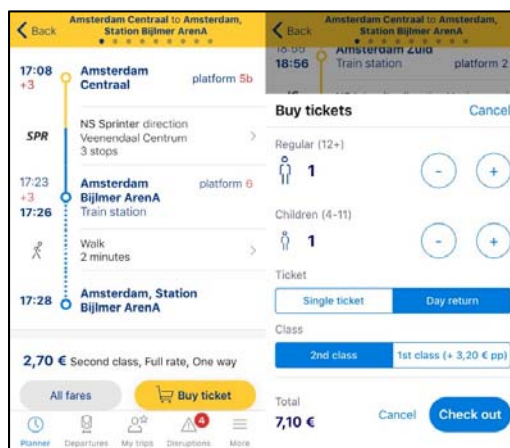 Back
Amsterdam Centraal to Amsterdam,
Station Bijlmer ArenA
17:08
+3
Amsterdam
Centraal
platform 5b
SPR
NS Sprinter direction
Veenendaal Centrum
3 stops
17:23
+3
17:26
Amsterdam
Bijlmer ArenA
Train station
platform 6
Walk
2 minutes
17:28
Amsterdam, Station
Bijlmer ArenA
2,70 € Second class, Full rate, One way
All fares
Buy ticket
4
Planner
Departures
My trips
Disruptions
More
Back
Amsterdam Centraal to Amsterdam,
Station Bijlmer ArenA
18:55
Amsterdam Zuid
18:56
Train station
platform 2
Buy tickets
Cancel
Regular (12+)
1
-
+
Children (4-11)
1
-
+
Ticket
Single ticket
Day return
Class
2nd class
1st class (+ 3,20 € pp)
Total
7,10 €
Cancel
Check out